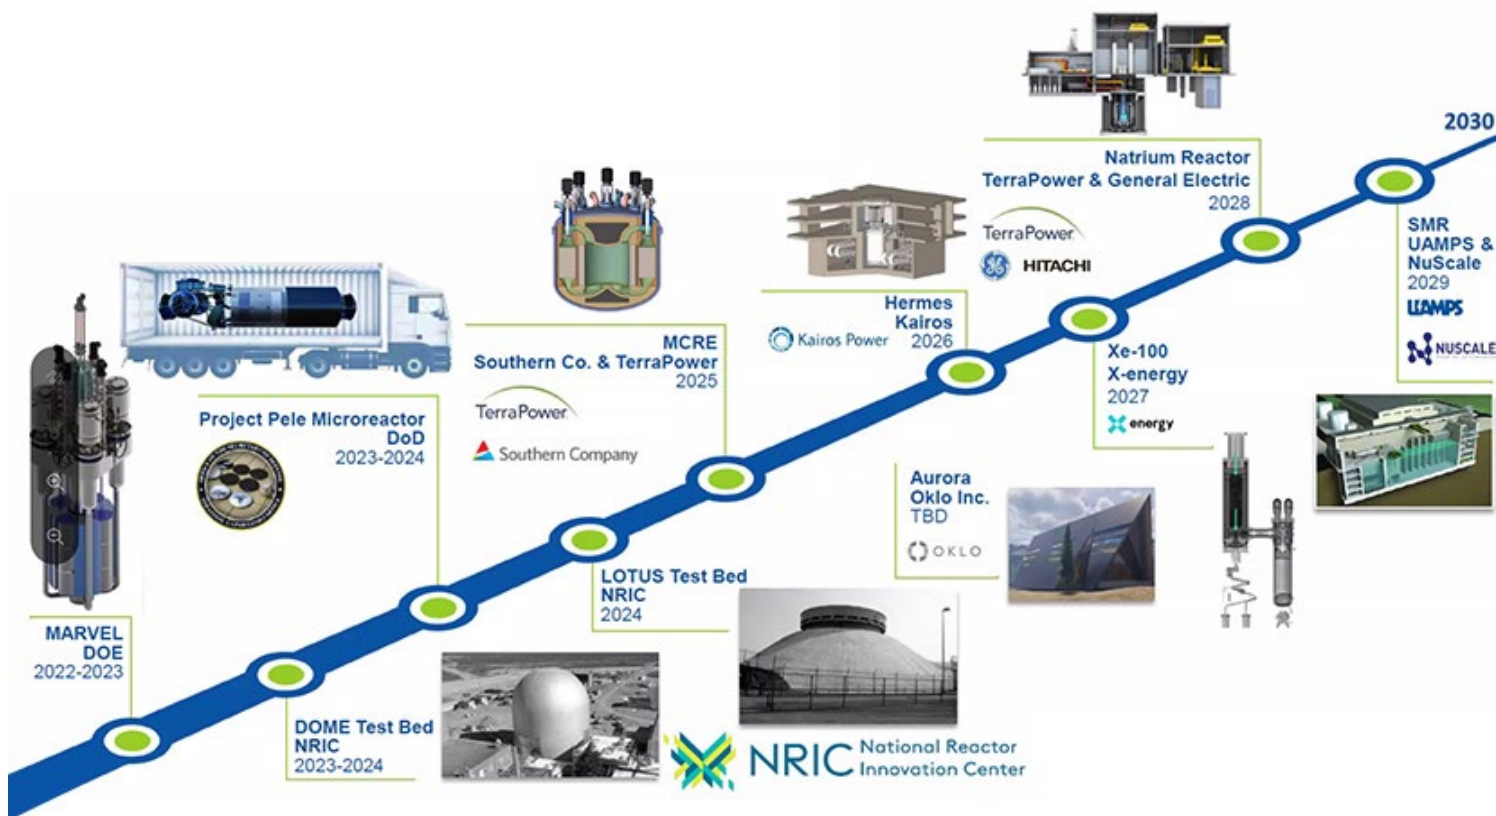 2030
Natrium Reactor
TerraPower & General Electric
2028
TerraPower
HITACHI
SMR
UAMPS &
NuScale
2029
UAMPS
NUSCALE
Hermes
Kairos
2026
Kairos Power
Xe-100
X-energy
2027
energy
MCRE
Southern Co. & TerraPower
2025
TerraPower
Southern Company
Project Pele Microreactor
DoD
2023-2024
Aurora
Oklo Inc.
TBD
OKLO
LOTUS Test Bed
NRIC
2024
MARVEL
DOE
2022-2023
DOME Test Bed
NRIC
2023-2024
NRIC National Reactor
Innovation Center